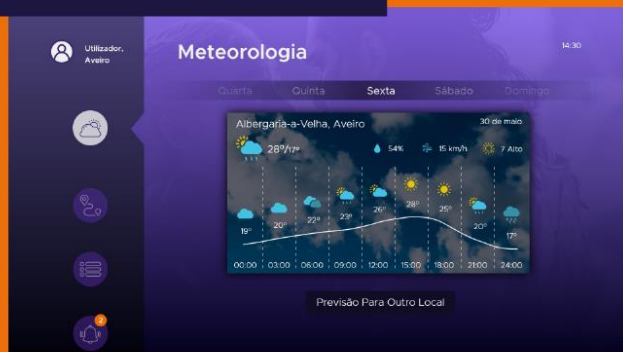 Utilizador,
Aveiro
Meteorologia
14:30
Quarta Quinta Sexta Sábado Domingo
Albergaria-a-Velha, Aveiro
30 de maio
28º/17º
54% 15 km/h 7 Alto
19º 20º 22º 23º 26º 28º 25º 20º 17º
00:00 03:00 06:00 09:00 12:00 15:00 18:00 21:00 24:00
Previsão Para Outro Local
2